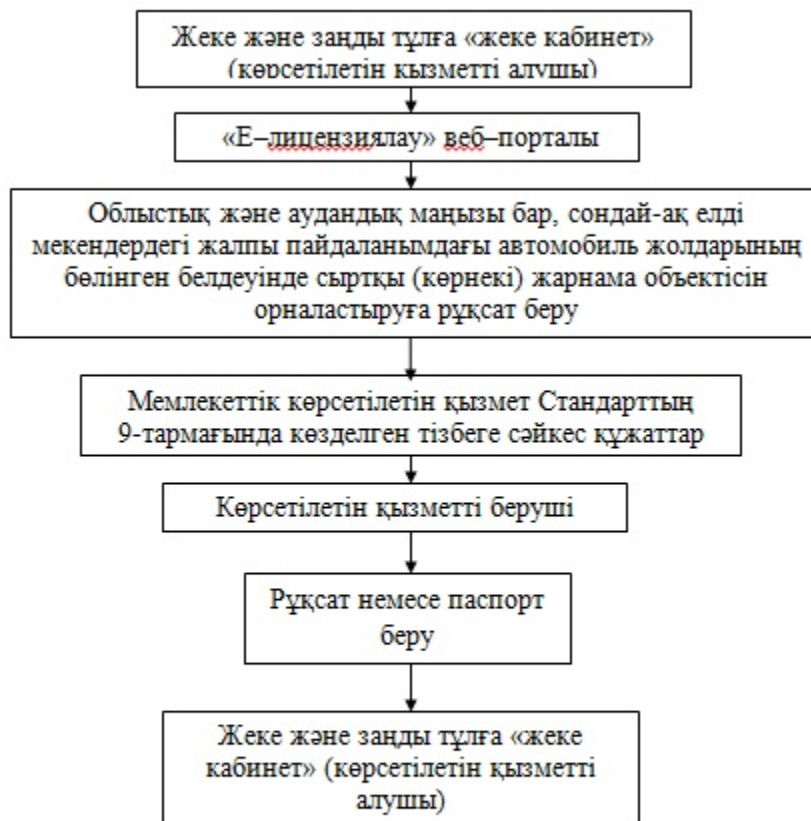 Жеке және заңды тұлға «жеке кабинет»
(көрсетілетін қызметті алушы)
«Е–лицензиялау» веб–порталы
Облыстық және аудандық маңызы бар, сондай-ақ елді
мекендердегі жалпы пайдаланымдағы автомобиль жолдарының
бөлінген белдеуінде сыртқы (көрнекі) жарнама объектісін
орналастыруға рұқсат беру
Мемлекеттік көрсетілетін қызмет Стандарттың
9-тармағында көзделген тізбеге сәйкес құжаттар
Көрсетілетін қызметті беруші
Рұқсат немесе паспорт
беру
Жеке және заңды тұлға «жеке
кабинет» (көрсетілетін қызметті
алушы)